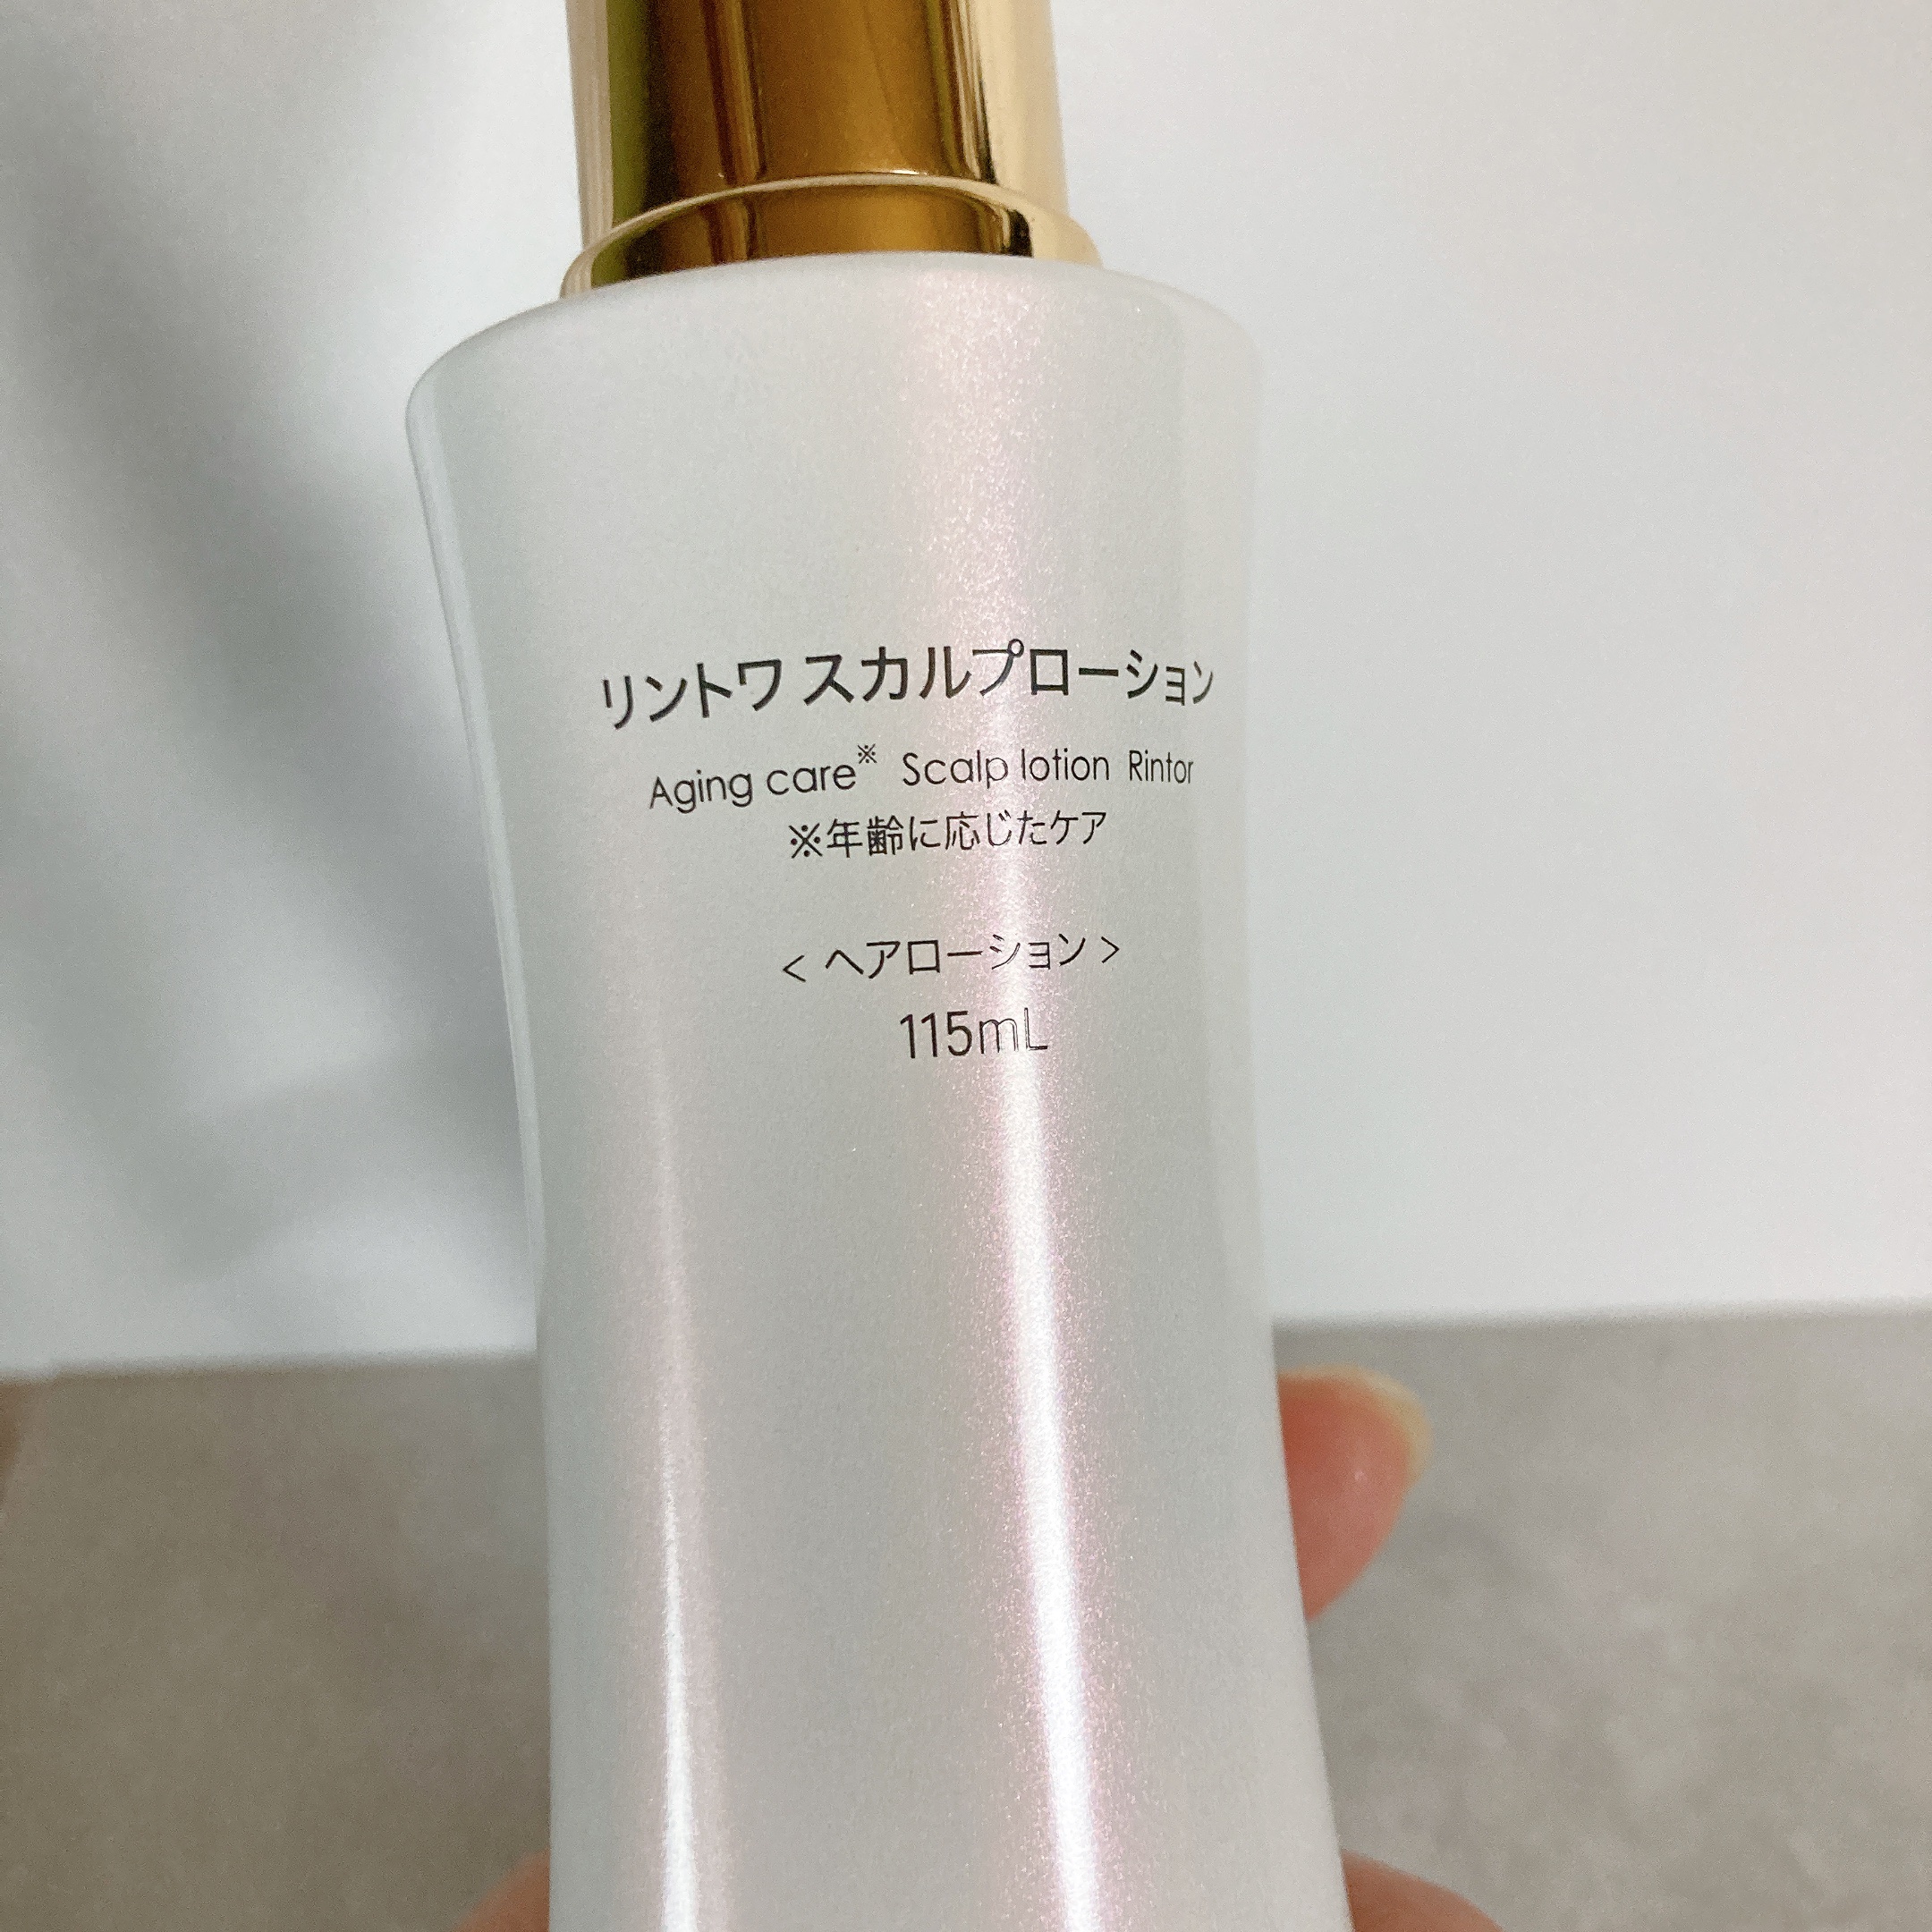 リントワ スカルプローション
Aging care※ Scalp lotion Rintor
※年齢に応じたケア
< ヘアローション >
115mL